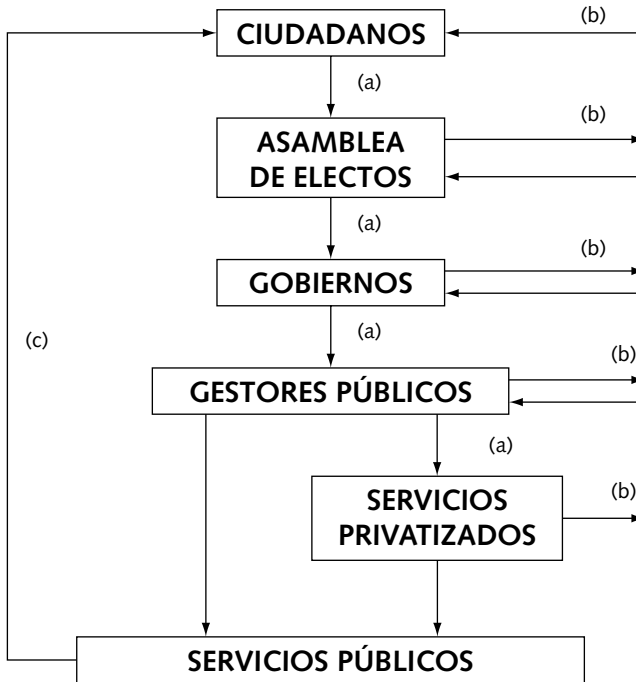 (b)
CIUDADANOS
(a)
(b)
ASAMBLEA
DE ELECTOS
(a)
(b)
GOBIERNOS
(a)
(c)
(b)
GESTORES PÚBLICOS
(a)
SERVICIOS
PRIVATIZADOS
(b)
SERVICIOS PÚBLICOS